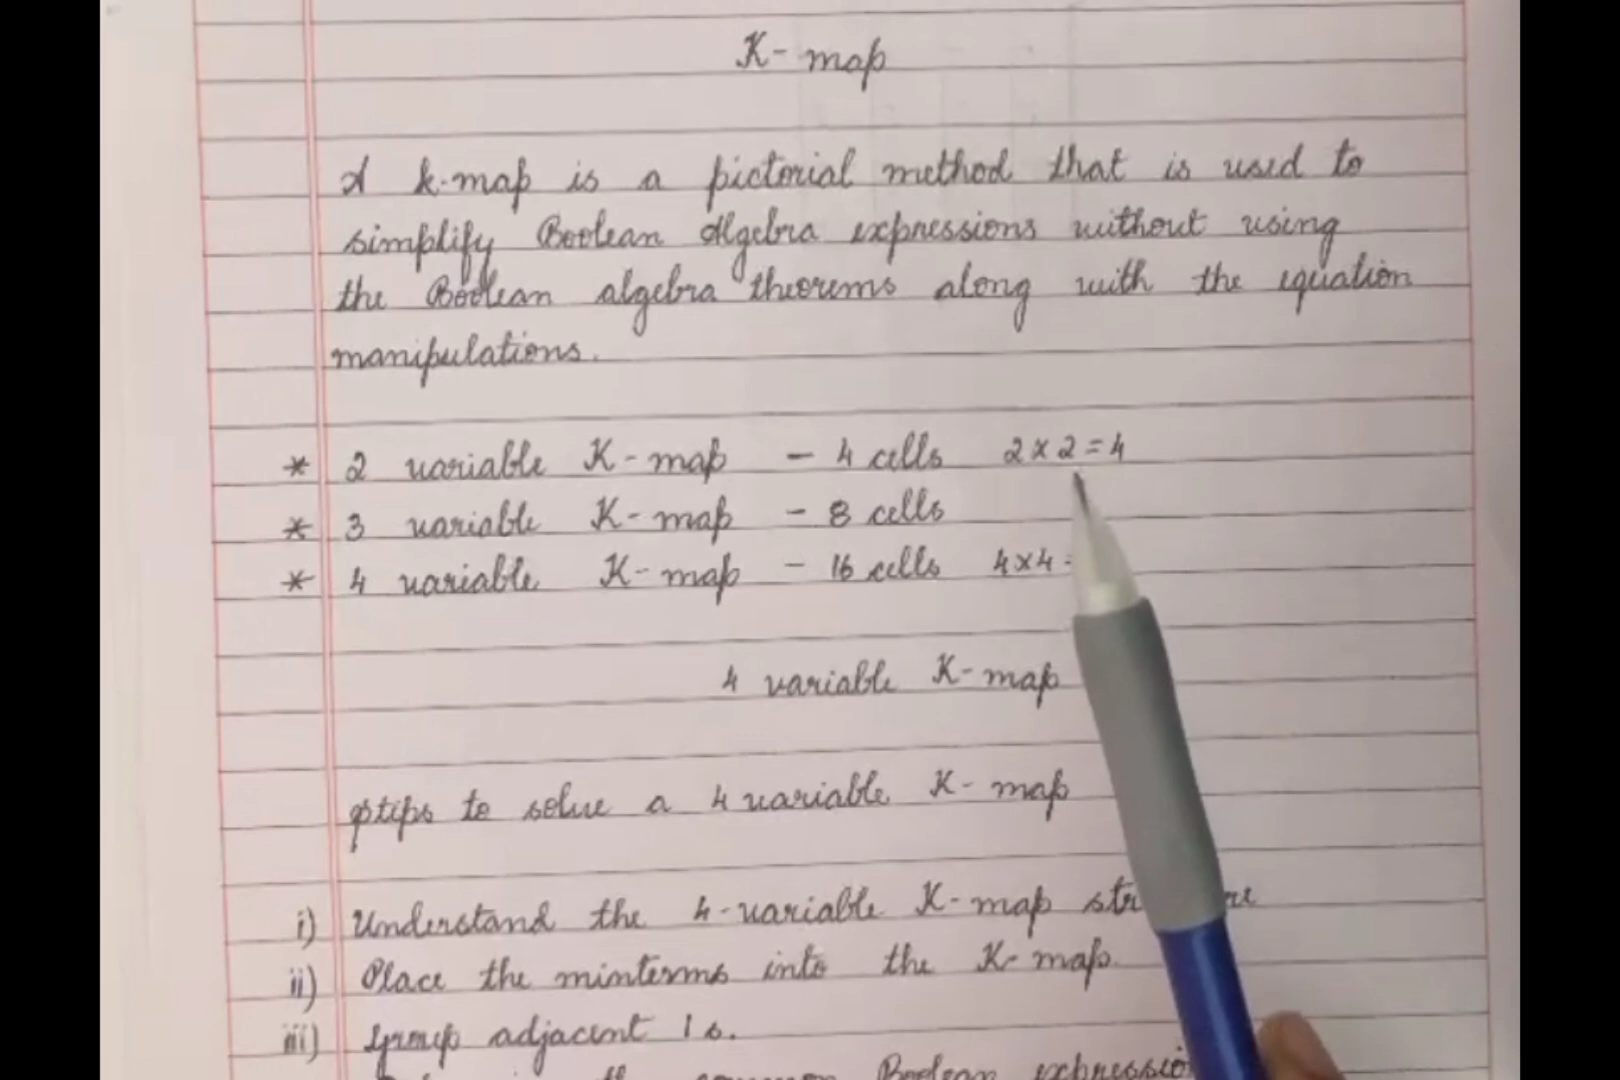 K-map
A k-map is a pictorial method that is used to
simplify Boolean Algebra expressions without using
the Boolean algebra theorems along with the equation
manipulations.
* 2 variable K-map - 4 cells 2×2=4
* 3 variable K-map - 8 cells
* 4 variable K-map - 16 cells 4×4
4 variable K-map
steps to solve a 4 variable K-map
i) Understand the 4-variable K-map
ii) Place the minterms into the K-map.
iii) Group adjacent 1s.
the common Boolean